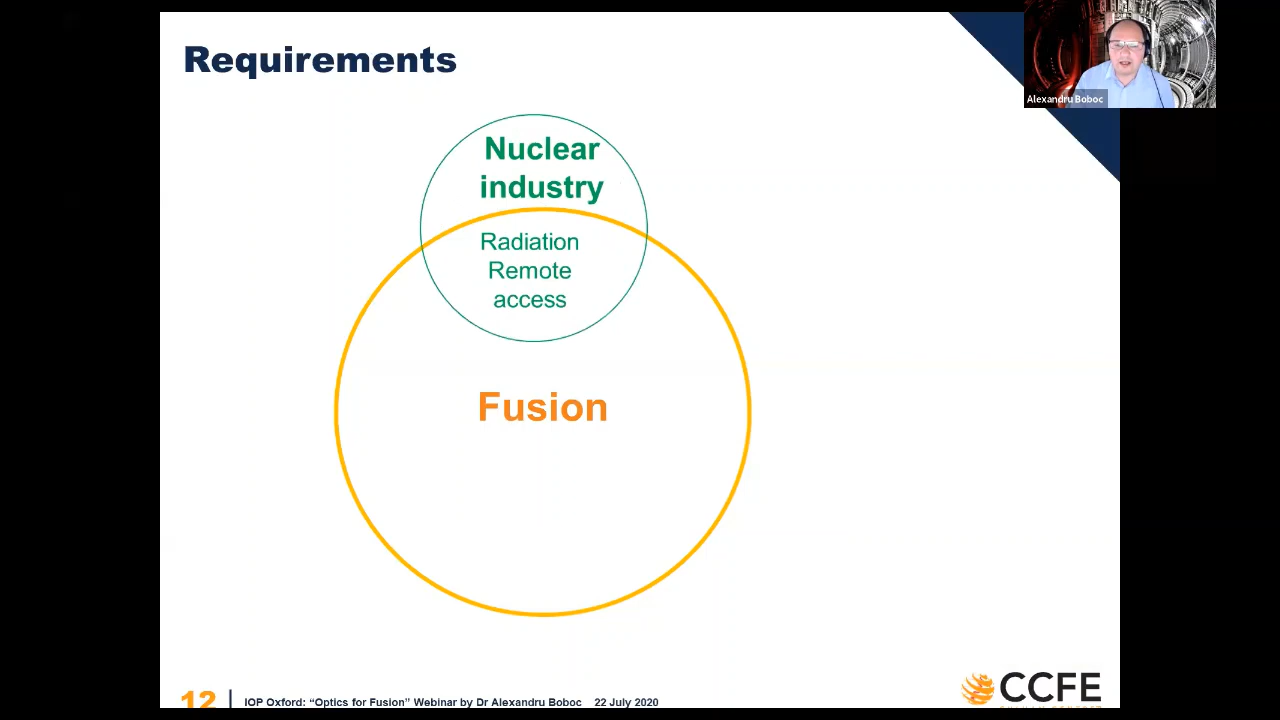 Requirements
Alexandru Boboc
Nuclear
industry
Radiation
Remote
access
Fusion
12
IOP Oxford: “Optics for Fusion” Webinar by Dr Alexandru Boboc 22 July 2020
CCFE